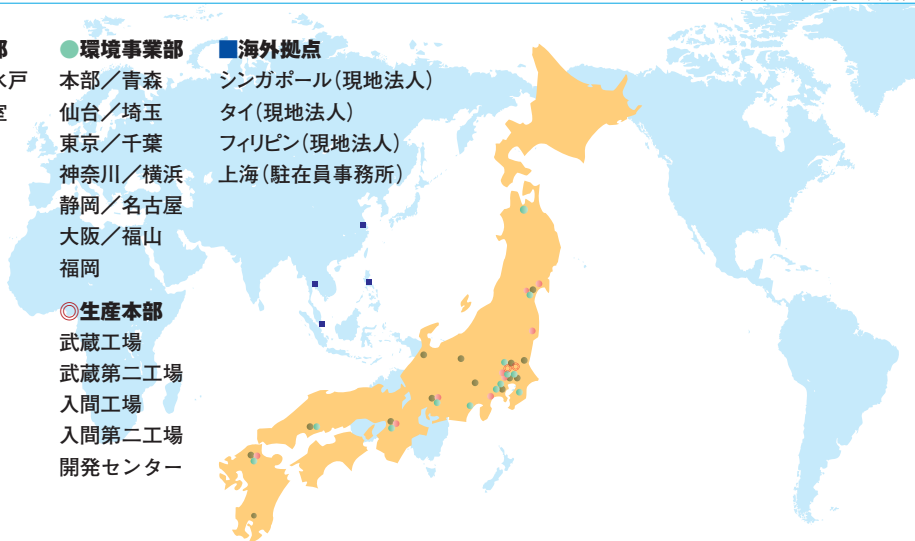 部
水戸
室
●環境事業部
本部／青森
仙台／埼玉
東京／千葉
神奈川／横浜
静岡／名古屋
大阪／福山
福岡
◎生産本部
武蔵工場
武蔵第二工場
入間工場
入間第二工場
開発センター
■海外拠点
シンガポール（現地法人）
タイ（現地法人）
フィリピン（現地法人）
上海（駐在員事務所）